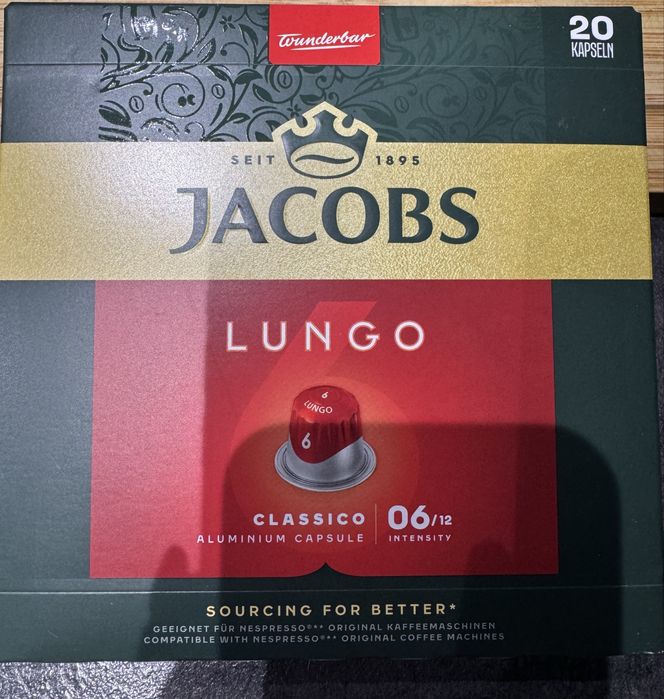 Wunderbar
20
KAPSELN
SEIT 1895
JACOBS
LUNGO
6
6
LUNGO
6
CLASSICO 06/12
ALUMINIUM CAPSULE INTENSITY
SOURCING FOR BETTER*
GEEIGNET FÜR NESPRESSO®** ORIGINAL KAFFEEMASCHINEN
COMPATIBLE WITH NESPRESSO®** ORIGINAL COFFEE MACHINES